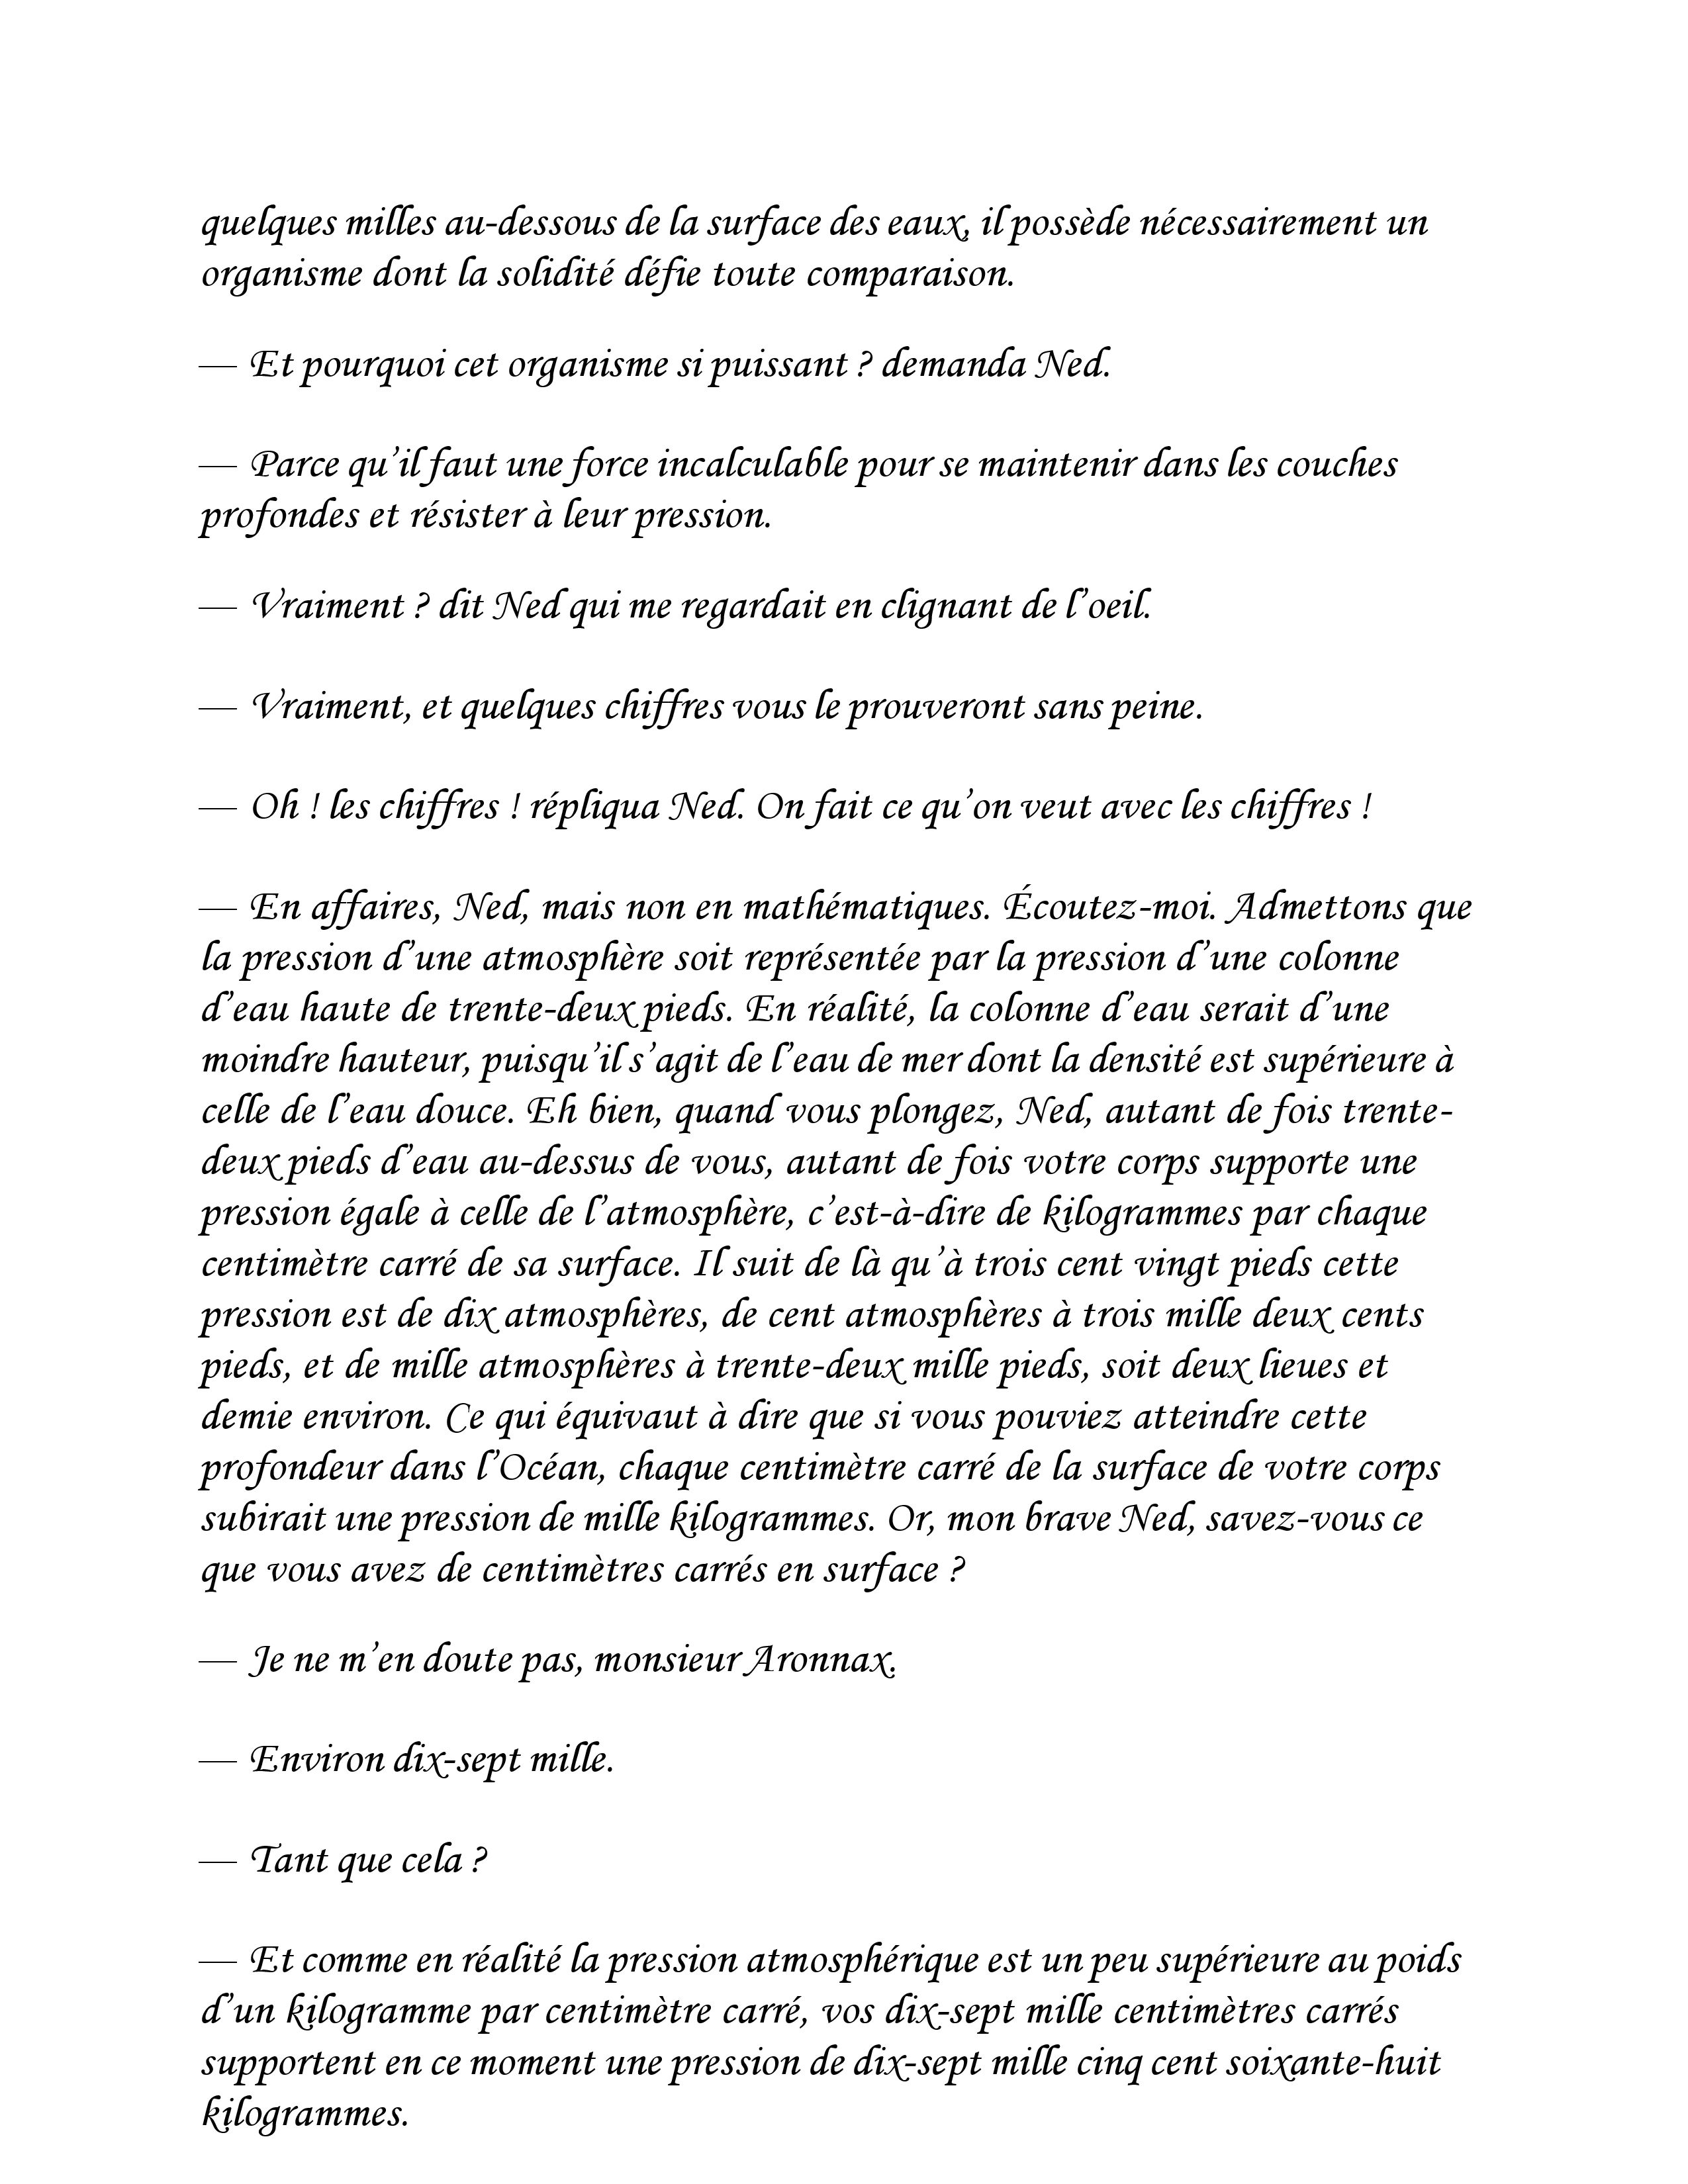 quelques milles au-dessous de la surface des eaux, il possède nécessairement un
organisme dont la solidité défie toute comparaison.
— Et pourquoi cet organisme si puissant ? demanda Ned.
— Parce qu’il faut une force incalculable pour se maintenir dans les couches
profondes et résister à leur pression.
— Vraiment ? dit Ned qui me regardait en clignant de l’oeil.
— Vraiment, et quelques chiffres vous le prouveront sans peine.
— Oh ! les chiffres ! répliqua Ned. On fait ce qu’on veut avec les chiffres !
— En affaires, Ned, mais non en mathématiques. Écoutez-moi. Admettons que
la pression d’une atmosphère soit représentée par la pression d’une colonne
d’eau haute de trente-deux pieds. En réalité, la colonne d’eau serait d’une
moindre hauteur, puisqu’il s’agit de l’eau de mer dont la densité est supérieure à
celle de l’eau douce. Eh bien, quand vous plongez, Ned, autant de fois trente-
deux pieds d’eau au-dessus de vous, autant de fois votre corps supporte une
pression égale à celle de l’atmosphère, c’est-à-dire de kilogrammes par chaque
centimètre carré de sa surface. Il suit de là qu’à trois cent vingt pieds cette
pression est de dix atmosphères, de cent atmosphères à trois mille deux cents
pieds, et de mille atmosphères à trente-deux mille pieds, soit deux lieues et
demie environ. Ce qui équivaut à dire que si vous pouviez atteindre cette
profondeur dans l’Océan, chaque centimètre carré de la surface de votre corps
subirait une pression de mille kilogrammes. Or, mon brave Ned, savez-vous ce
que vous avez de centimètres carrés en surface ?
— Je ne m’en doute pas, monsieur Aronnax.
— Environ dix-sept mille.
— Tant que cela ?
— Et comme en réalité la pression atmosphérique est un peu supérieure au poids
d’un kilogramme par centimètre carré, vos dix-sept mille centimètres carrés
supportent en ce moment une pression de dix-sept mille cinq cent soixante-huit
kilogrammes.